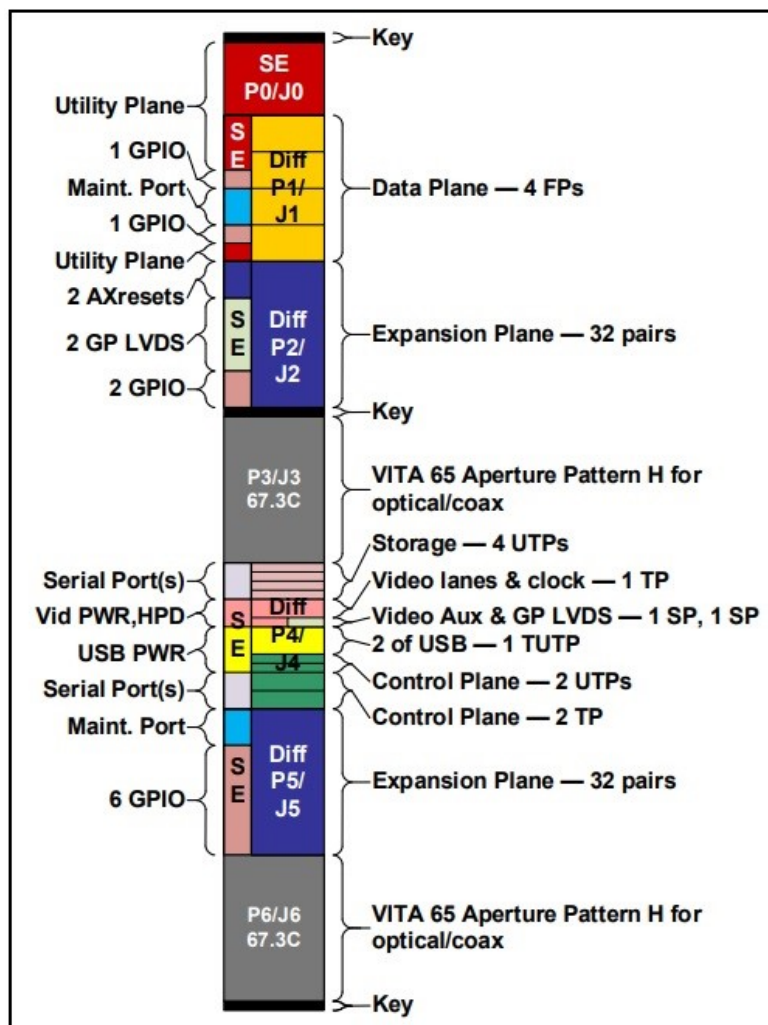 Key
SE
P0/J0
Utility Plane
S
E
1 GPIO
Diff
P1/
J1
Maint. Port
Data Plane — 4 FPs
1 GPIO
Utility Plane
2 AXresets
S
E
2 GP LVDS
Diff
P2/
J2
Expansion Plane — 32 pairs
2 GPIO
Key
P3/J3
67.3C
VITA 65 Aperture Pattern H for
optical/coax
Storage — 4 UTPs
Serial Port(s)
Video lanes & clock — 1 TP
Vid PWR,HPD
S
E
Diff
P4/
J4
Video Aux & GP LVDS — 1 SP, 1 SP
USB PWR
2 of USB — 1 TUTP
Control Plane — 2 UTPs
Serial Port(s)
Control Plane — 2 TP
Maint. Port
S
E
Diff
P5/
J5
6 GPIO
Expansion Plane — 32 pairs
P6/J6
67.3C
VITA 65 Aperture Pattern H for
optical/coax
Key